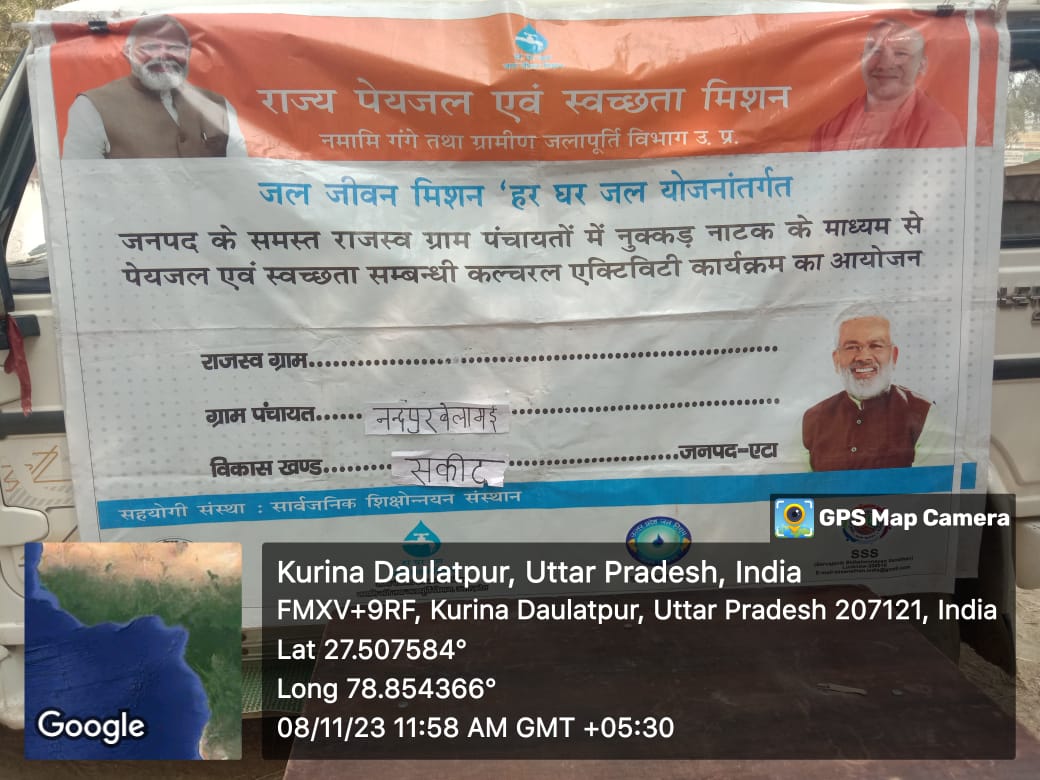 राज्य पेयजल एवं स्वच्छता मिशन
नमामि गंगे तथा ग्रामीण जलापूर्ति विभाग उ. प्र.
जल जीवन मिशन 'हर घर जल योजनांतर्गत
जनपद के समस्त राजस्व ग्राम पंचायतों में नुक्कड़ नाटक के माध्यम से
पेयजल एवं स्वच्छता सम्बन्धी कल्चरल एक्टिविटी कार्यक्रम का आयोजन
राजस्व ग्राम
ग्राम पंचायत...... नन्दपुरबेलामई
विकास खण्ड......... सकीट .........जनपद-एटा
सहयोगी संस्था : सार्वजनिक शिक्षोन्नयन संस्थान
SSS
GPS Map Camera
Kurina Daulatpur, Uttar Pradesh, India
FMXV+9RF, Kurina Daulatpur, Uttar Pradesh 207121, India
Lat 27.507584°
Long 78.854366°
08/11/23 11:58 AM GMT +05:30
Google